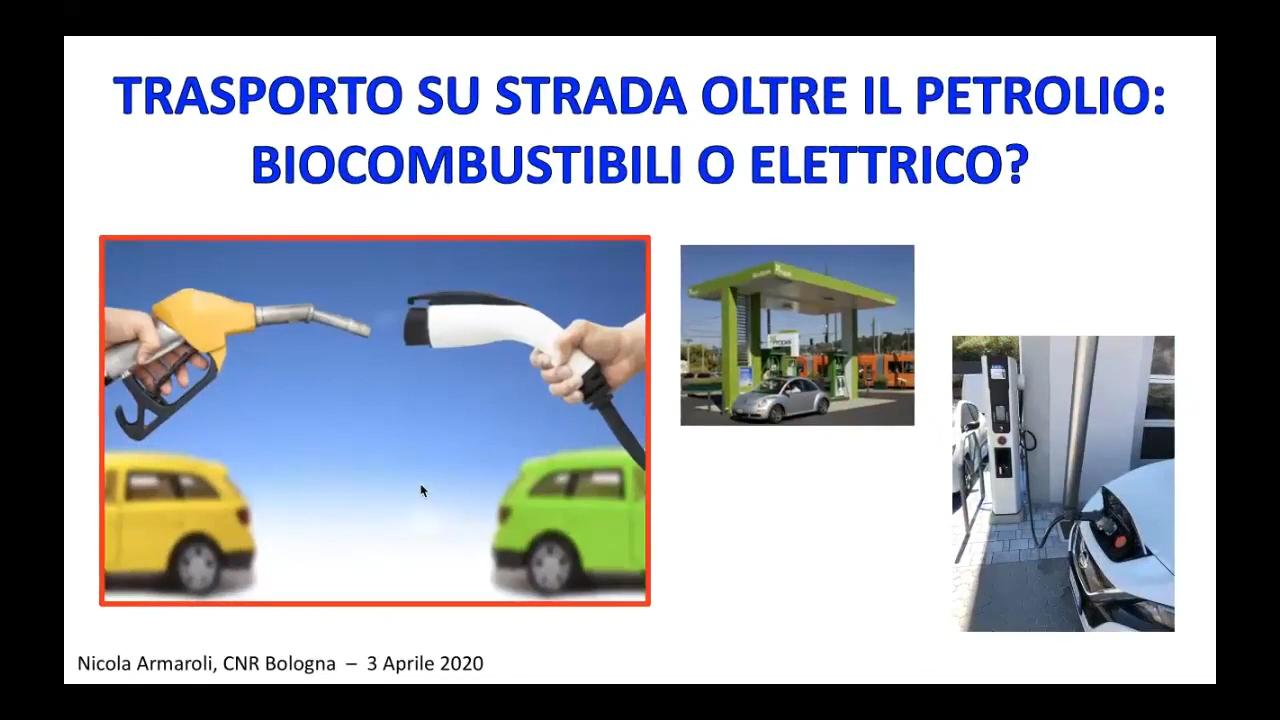 TRASPORTO SU STRADA OLTRE IL PETROLIO:
BIOCOMBUSTIBILI O ELETTRICO?
Nicola Armaroli, CNR Bologna – 3 Aprile 2020